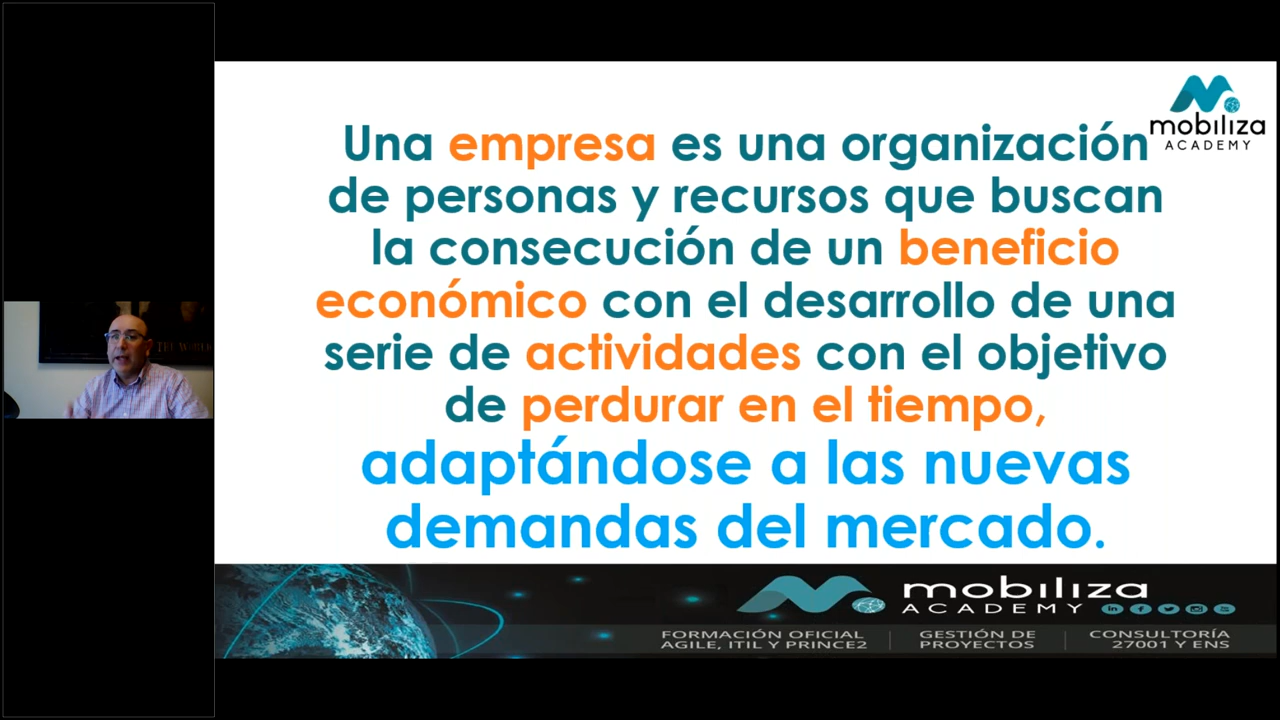 mobiliza
ACADEMY
Una empresa es una organización
de personas y recursos que buscan
la consecución de un beneficio
económico con el desarrollo de una
serie de actividades con el objetivo
de perdurar en el tiempo,
adaptándose a las nuevas
demandas del mercado.
mobiliza
ACADEMY
FORMACIÓN OFICIAL
AGILE, ITIL Y PRINCE2
GESTIÓN DE
PROYECTOS
CONSULTORÍA
27001 Y ENS